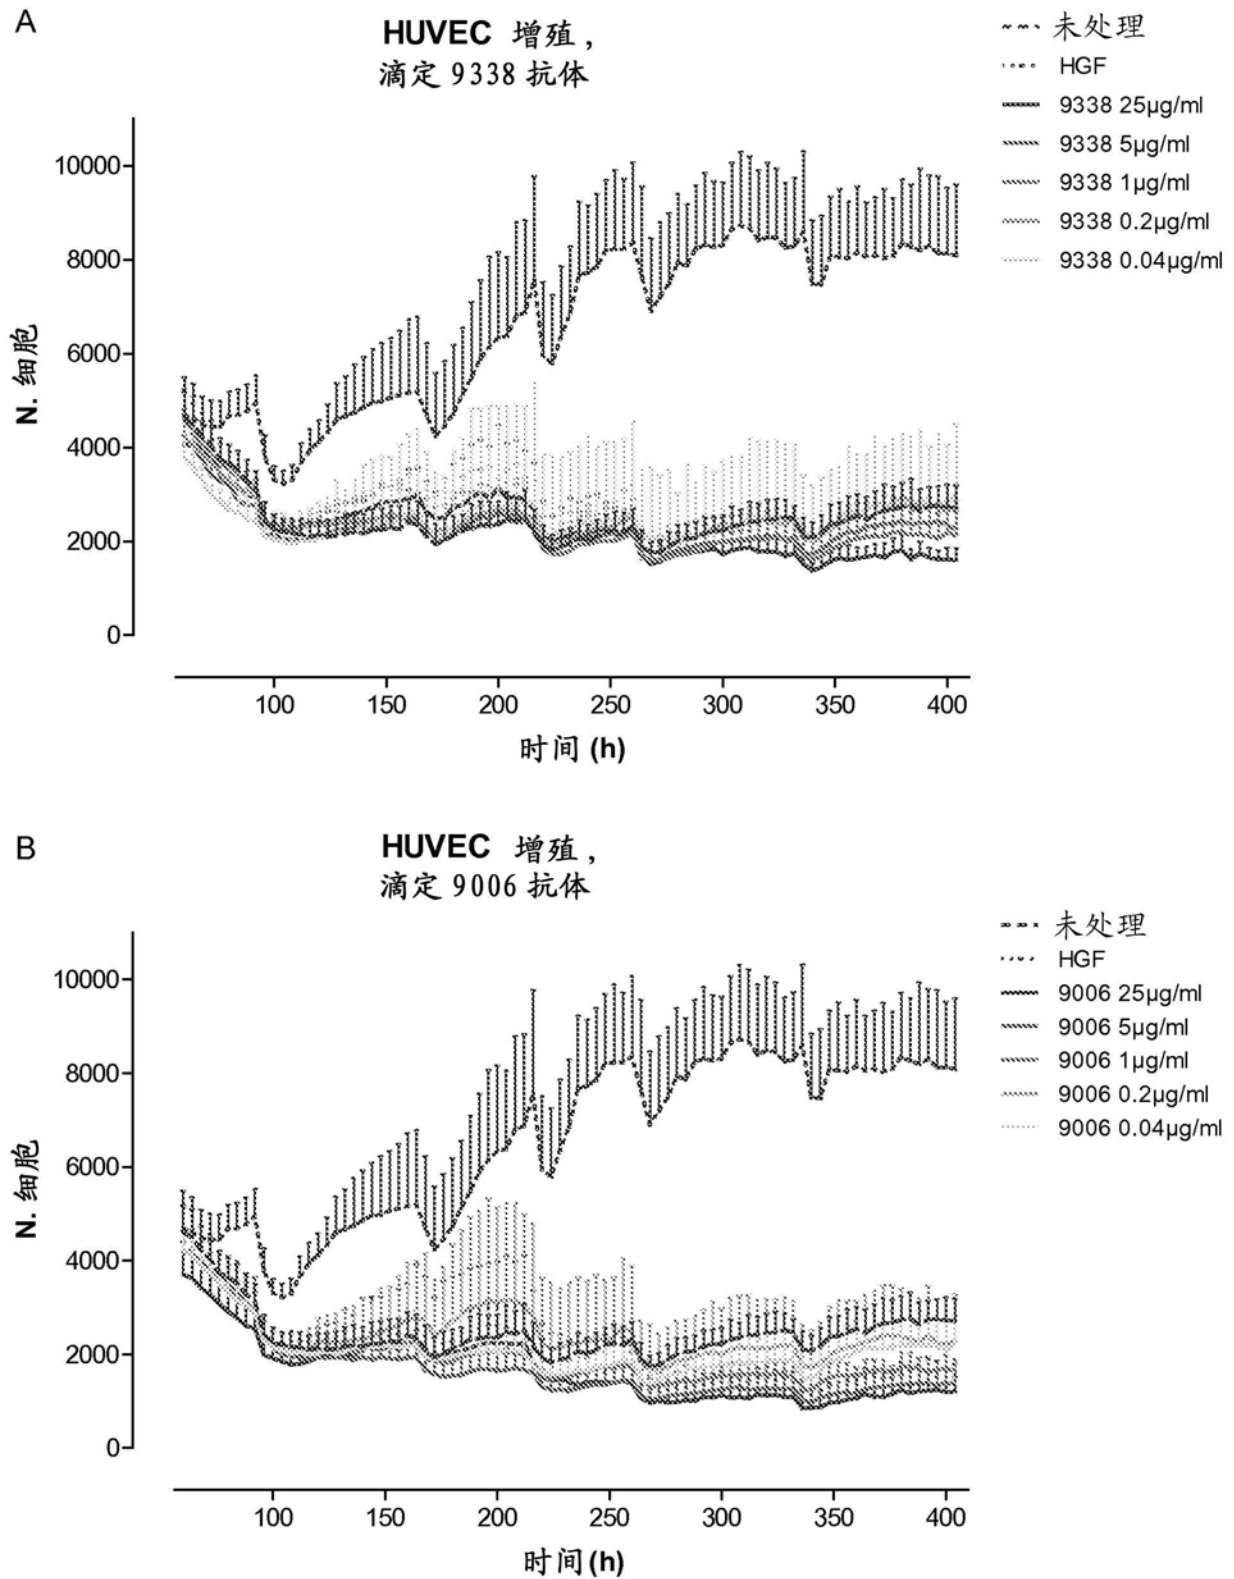 A
HUVEC 增殖，
滴定 9338 抗体
未处理
HGF
9338 25µg/ml
9338 5µg/ml
9338 1µg/ml
9338 0.2µg/ml
9338 0.04µg/ml
N. 细胞
10000
8000
6000
4000
2000
0
100 150 200 250 300 350 400
时间 (h)
B
HUVEC 增殖，
滴定 9006 抗体
未处理
HGF
9006 25µg/ml
9006 5µg/ml
9006 1µg/ml
9006 0.2µg/ml
9006 0.04µg/ml
N. 细胞
10000
8000
6000
4000
2000
0
100 150 200 250 300 350 400
时间 (h)